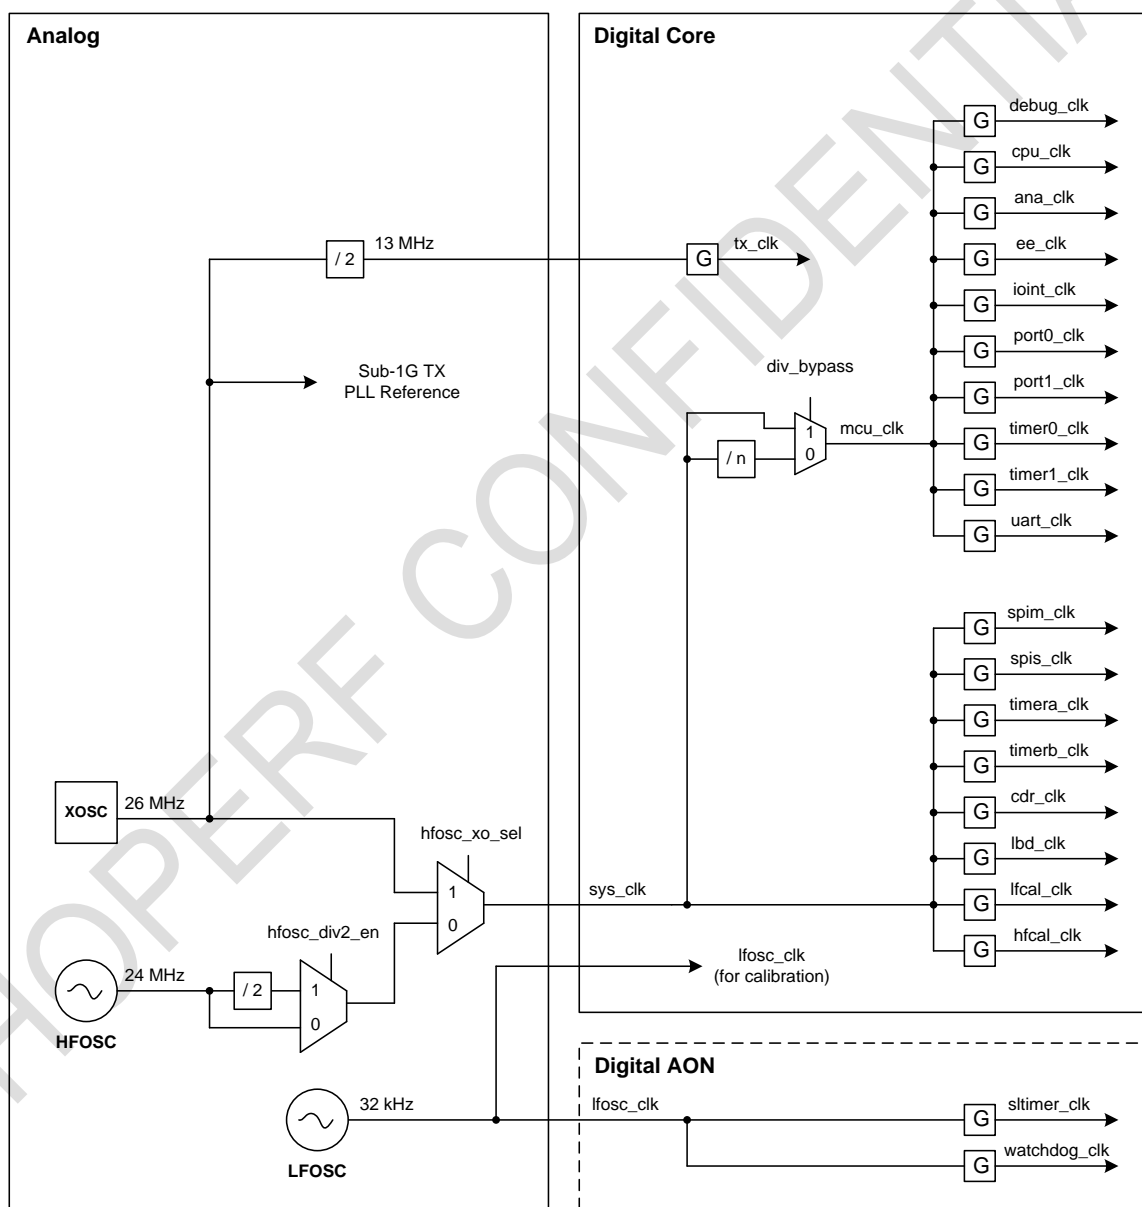 Analog
Digital Core
debug_clk
G
cpu_clk
G
ana_clk
G
ee_clk
G
13 MHz
/ 2
tx_clk
G
ioint_clk
G
port0_clk
G
Sub-1G TX
PLL Reference
div_bypass
port1_clk
G
mcu_clk
1
0
/ n
timer0_clk
G
timer1_clk
G
uart_clk
G
spim_clk
G
spis_clk
G
timera_clk
G
timerb_clk
G
XOSC
26 MHz
cdr_clk
G
hfosc_xo_sel
1
0
lbd_clk
G
sys_clk
lfcal_clk
G
hfosc_div2_en
hfcal_clk
G
24 MHz
/ 2
1
0
HFOSC
lfosc_clk
(for calibration)
Digital AON
32 kHz
LFOSC
lfosc_clk
sltimer_clk
G
watchdog_clk
G
HOPERF CONFIDENTIA